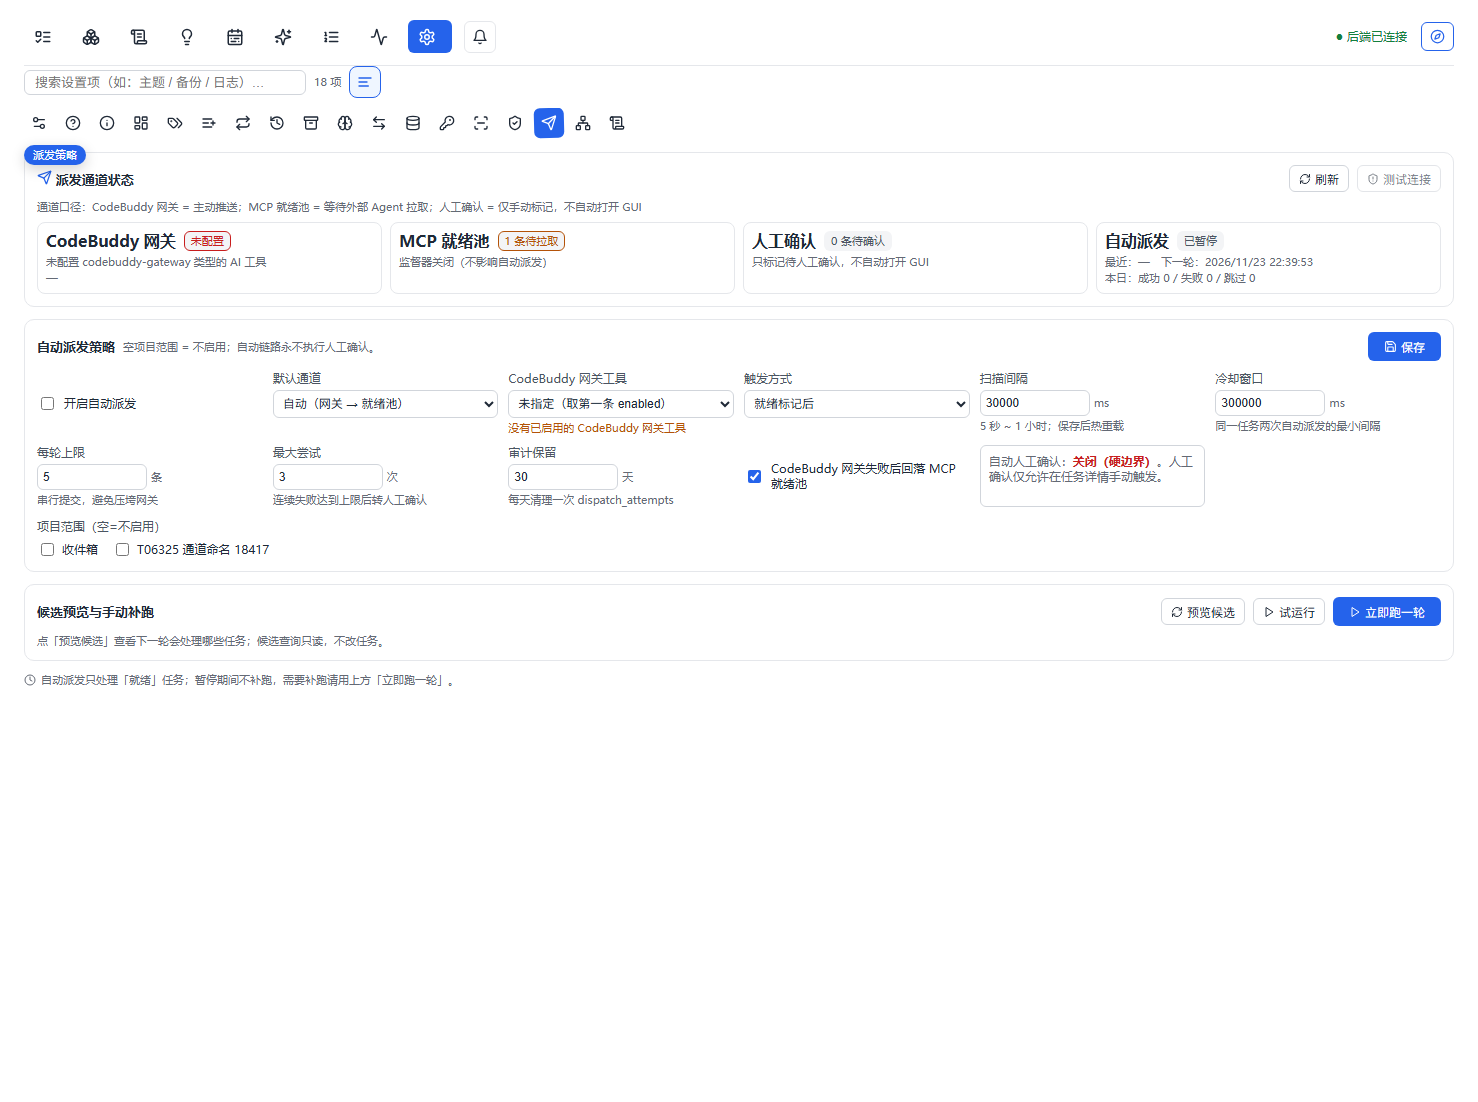 后端已连接
搜索设置项（如：主题 / 备份 / 日志）…
18 项
派发策略
派发通道状态
刷新
测试连接
通道口径：CodeBuddy 网关 = 主动推送；MCP 就绪池 = 等待外部 Agent 拉取；人工确认 = 仅手动标记，不自动打开 GUI
CodeBuddy 网关 未配置
未配置 codebuddy-gateway 类型的 AI 工具
—
MCP 就绪池 1 条待拉取
监督器关闭（不影响自动派发）
人工确认 0 条待确认
只标记待人工确认，不自动打开 GUI
自动派发 已暂停
最近：— 下一轮：2026/11/23 22:39:53
本日：成功 0 / 失败 0 / 跳过 0
自动派发策略 空项目范围 = 不启用；自动链路永不执行人工确认。
保存
开启自动派发
默认通道
自动（网关 → 就绪池）
CodeBuddy 网关工具
未指定（取第一条 enabled）
没有已启用的 CodeBuddy 网关工具
触发方式
就绪标记后
扫描间隔
30000 ms
5 秒 ~ 1 小时；保存后热重载
冷却窗口
300000 ms
同一任务两次自动派发的最小间隔
每轮上限
5 条
串行提交，避免压垮网关
最大尝试
3 次
连续失败达到上限后转人工确认
审计保留
30 天
每天清理一次 dispatch_attempts
CodeBuddy 网关失败后回落 MCP
就绪池
自动人工确认：关闭（硬边界）。人工
确认仅允许在任务详情手动触发。
项目范围（空=不启用）
收件箱
T06325 通道命名 18417
候选预览与手动补跑
预览候选
试运行
立即跑一轮
点「预览候选」查看下一轮会处理哪些任务；候选查询只读，不改任务。
自动派发只处理「就绪」任务；暂停期间不补跑，需要补跑请用上方「立即跑一轮」。